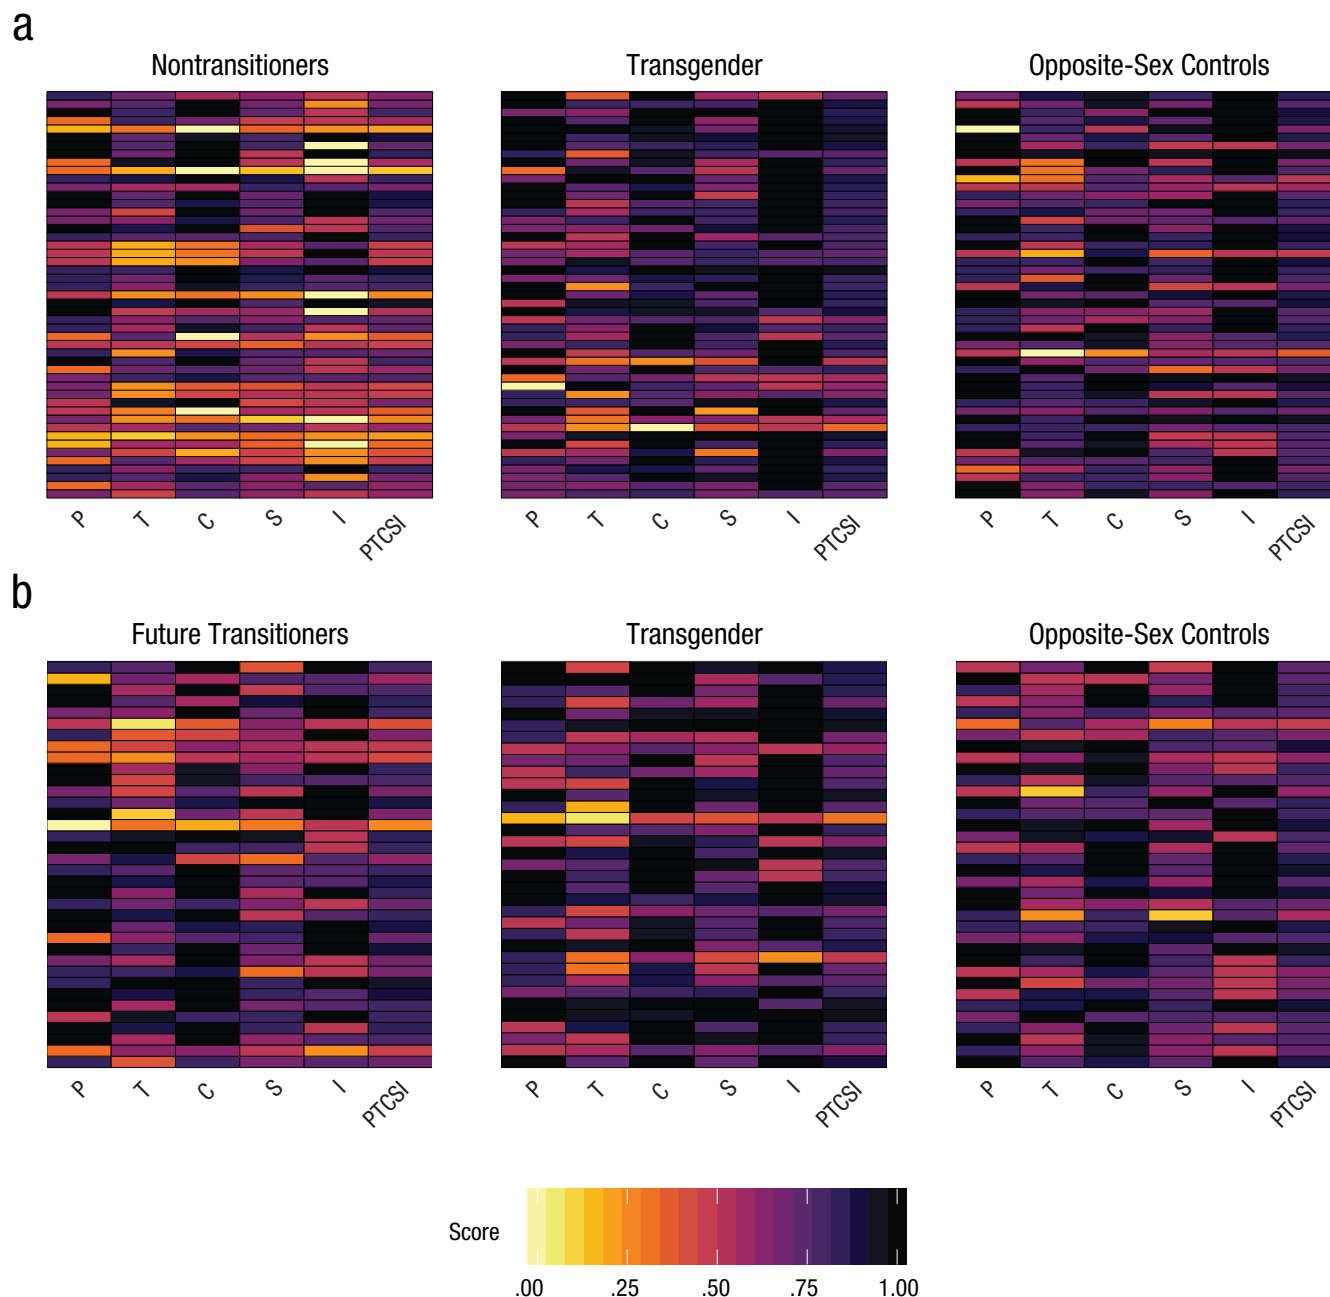 a
Nontransitioners
Transgender
Opposite-Sex Controls
P T C S I PTCSI
P T C S I PTCSI
P T C S I PTCSI
b
Future Transitioners
Transgender
Opposite-Sex Controls
P T C S I PTCSI
P T C S I PTCSI
P T C S I PTCSI
Score
.00 .25 .50 .75 1.00